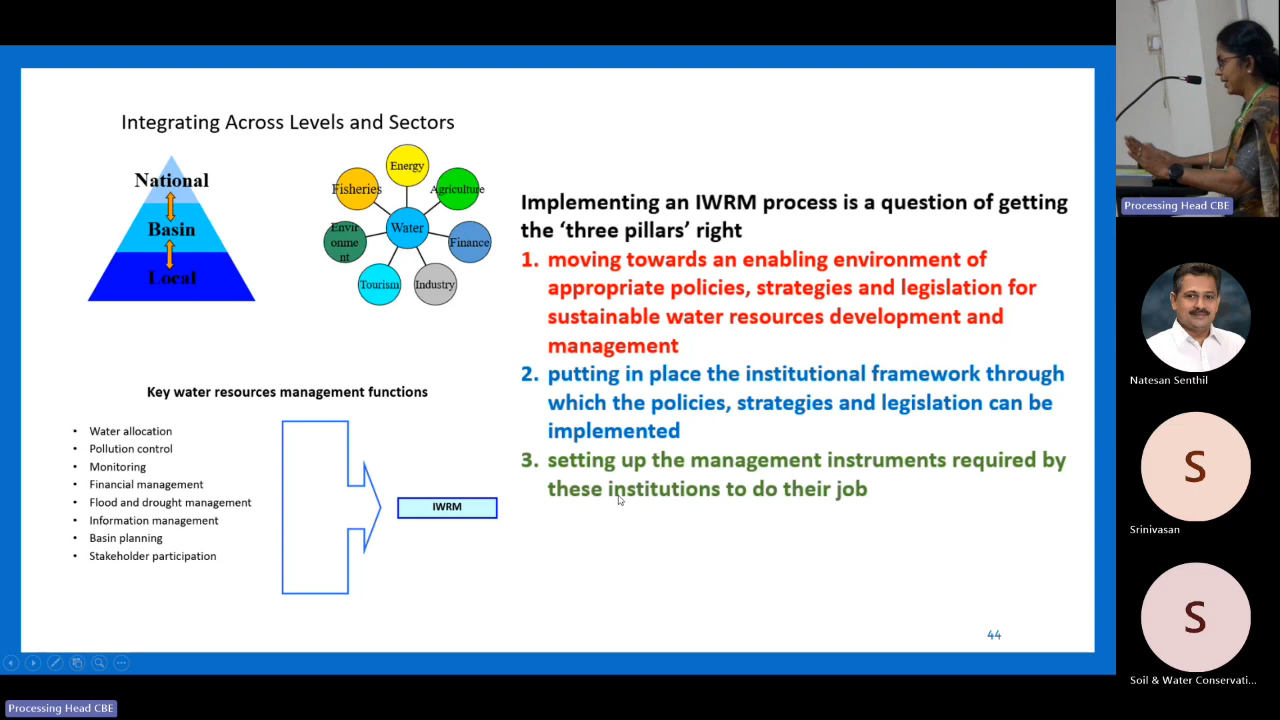 Integrating Across Levels and Sectors
National
Basin
Local
Energy
Fisheries
Agriculture
Water
Envir
onme
nt
Finance
Tourism
Industry
Key water resources management functions
• Water allocation
• Pollution control
• Monitoring
• Financial management
• Flood and drought management
• Information management
• Basin planning
• Stakeholder participation
IWRM
Implementing an IWRM process is a question of getting
the ‘three pillars’ right
1. moving towards an enabling environment of
appropriate policies, strategies and legislation for
sustainable water resources development and
management
2. putting in place the institutional framework through
which the policies, strategies and legislation can be
implemented
3. setting up the management instruments required by
these institutions to do their job
44
Processing Head CBE
Natesan Senthil
S
Srinivasan
S
Soil & Water Conservati...
Processing Head CBE